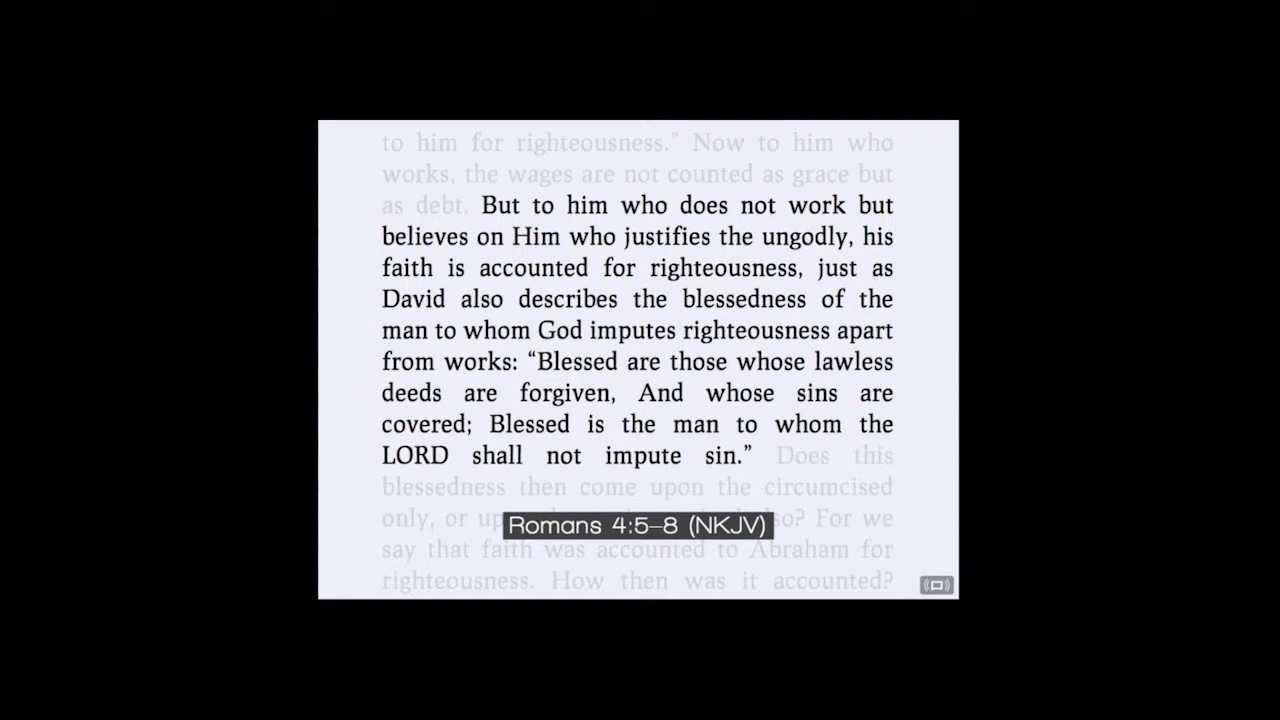 to him for righteousness.” Now to him who
works, the wages are not counted as grace but
as debt. But to him who does not work but
believes on Him who justifies the ungodly, his
faith is accounted for righteousness, just as
David also describes the blessedness of the
man to whom God imputes righteousness apart
from works: “Blessed are those whose lawless
deeds are forgiven, And whose sins are
covered; Blessed is the man to whom the
LORD shall not impute sin.” Does this
blessedness then come upon the circumcised
only, or so? For we
Romans 4:5–8 (NKJV)
say that faith was accounted to Abraham for
righteousness. How then was it accounted?